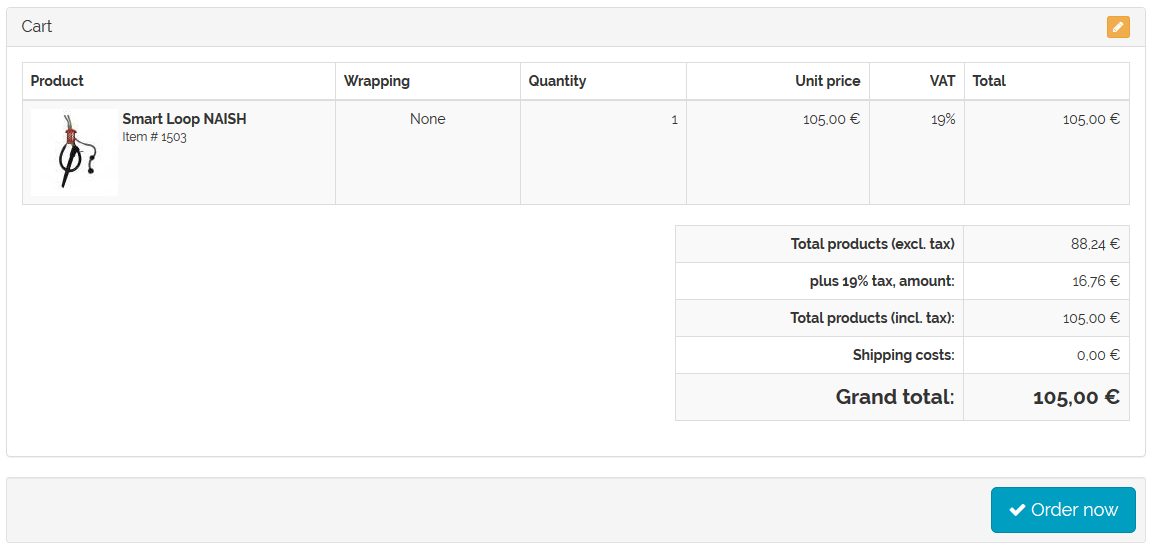 Cart
Product Wrapping Quantity Unit price VAT Total
Smart Loop NAISH None 1 105,00 € 19% 105,00 €
Item # 1503
Total products (excl. tax) 88,24 €
plus 19% tax, amount: 16,76 €
Total products (incl. tax): 105,00 €
Shipping costs: 0,00 €
Grand total: 105,00 €
Order now